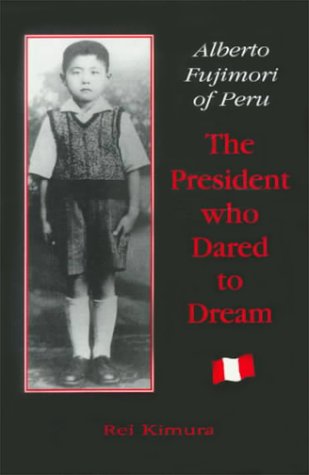 Alberto
Fujimori
of Peru
The
President
who
Dared
to
Dream
Rei Kimura